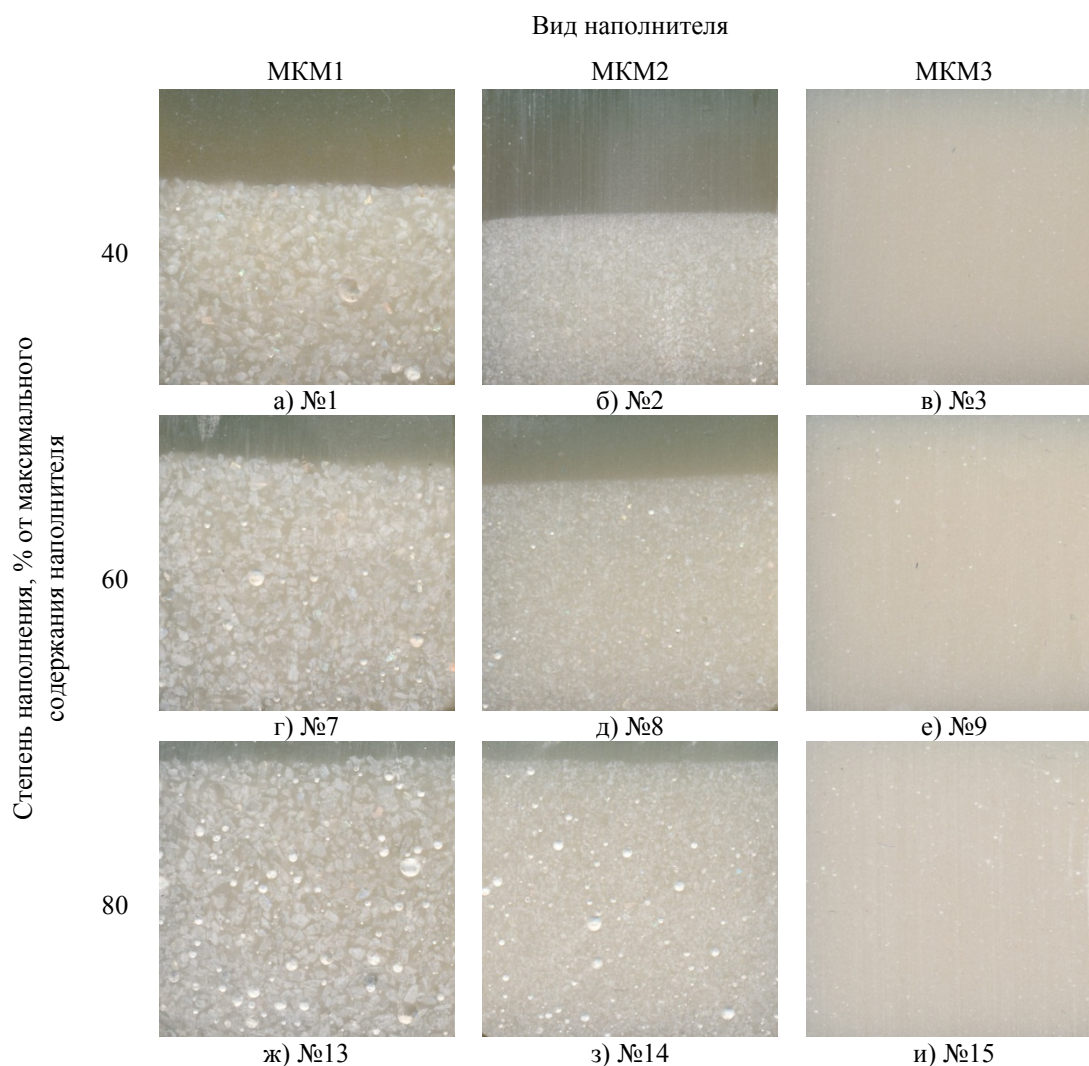 Вид наполнителя
МКМ1 МКМ2 МКМ3
Степень наполнения, % от максимального
содержания наполнителя
40
а) №1 б) №2 в) №3
60
г) №7 д) №8 е) №9
80
ж) №13 з) №14 и) №15